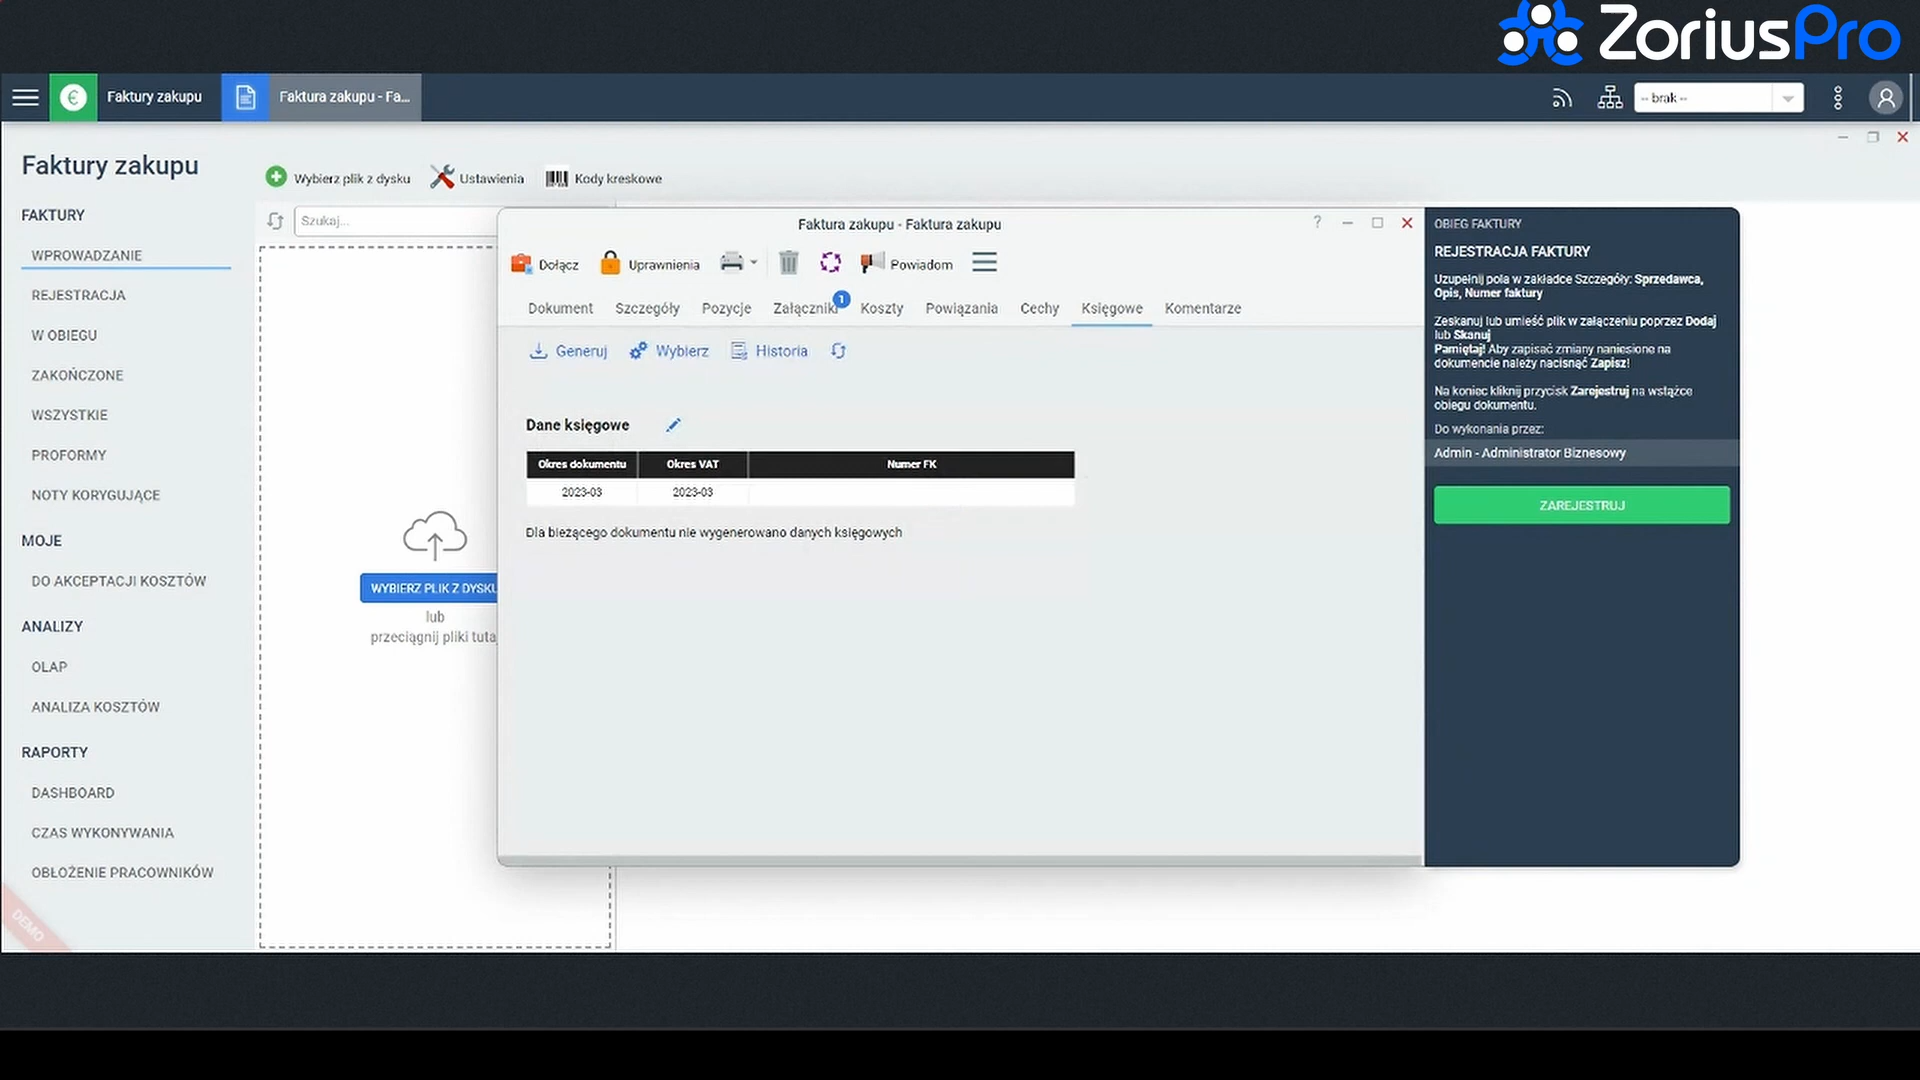 ZoriusPro
Faktury zakupu
Faktura zakupu - Fa...
-- brak --
Faktury zakupu
Wybierz plik z dysku
Ustawienia
Kody kreskowe
FAKTURY
WPROWADZANIE
REJESTRACJA
W OBIEGU
ZAKOŃCZONE
WSZYSTKIE
PROFORMY
NOTY KORYGUJĄCE
MOJE
DO AKCEPTACJI KOSZTÓW
ANALIZY
OLAP
ANALIZA KOSZTÓW
RAPORTY
DASHBOARD
CZAS WYKONYWANIA
OBŁOŻENIE PRACOWNIKÓW
DEMO
Szukaj...
WYBIERZ PLIK Z DYSKU
lub
przeciągnij pliki tuta
Faktura zakupu - Faktura zakupu
?
Dołącz
Uprawnienia
Powiadom
Dokument
Szczegóły
Pozycje
Załączniki
1
Koszty
Powiązania
Cechy
Księgowe
Komentarze
Generuj
Wybierz
Historia
Dane księgowe
Okres dokumentu
Okres VAT
Numer FK
2023-03
2023-03
Dla bieżącego dokumentu nie wygenerowano danych księgowych
OBIEG FAKTURY
REJESTRACJA FAKTURY
Uzupełnij pola w zakładce Szczegóły: Sprzedawca,
Opis, Numer faktury
Zeskanuj lub umieść plik w załączeniu poprzez Dodaj
lub Skanuj
Pamiętaj! Aby zapisać zmiany naniesione na
dokumencie należy nacisnąć Zapisz!
Na koniec kliknij przycisk Zarejestruj na wstążce
obiegu dokumentu.
Do wykonania przez:
Admin - Administrator Biznesowy
ZAREJESTRUJ